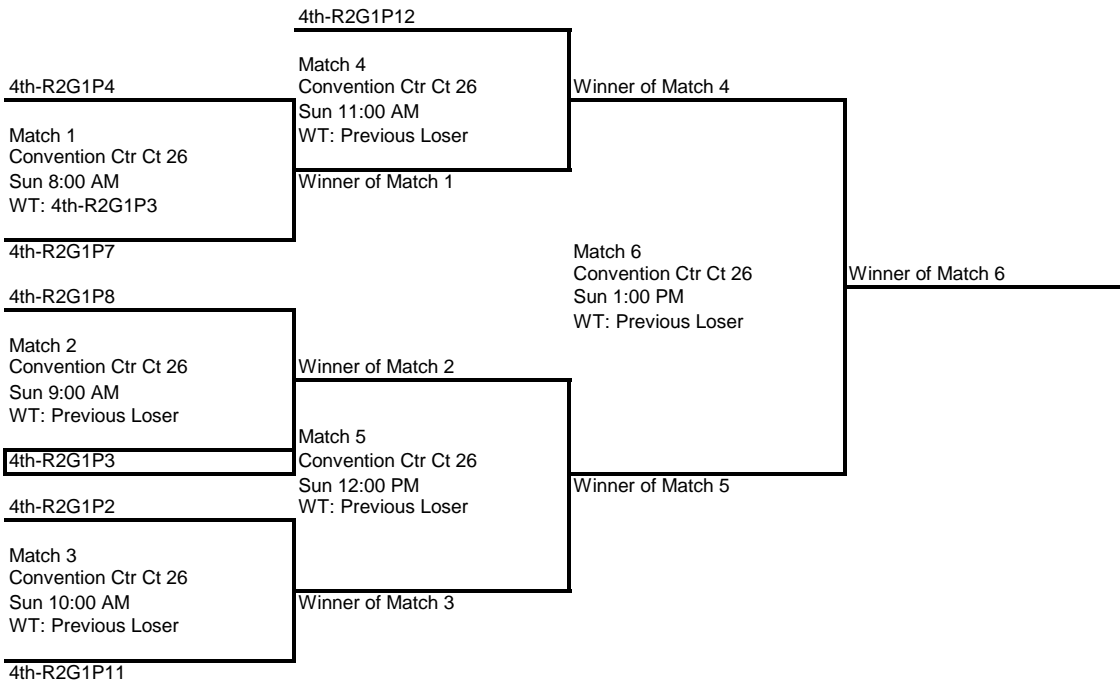 4th-R2G1P12
Match 4
Convention Ctr Ct 26
Sun 11:00 AM
WT: Previous Loser
4th-R2G1P4
Winner of Match 4
Match 1
Convention Ctr Ct 26
Sun 8:00 AM
WT: 4th-R2G1P3
Winner of Match 1
4th-R2G1P7
Match 6
Convention Ctr Ct 26
Sun 1:00 PM
WT: Previous Loser
Winner of Match 6
4th-R2G1P8
Match 2
Convention Ctr Ct 26
Sun 9:00 AM
WT: Previous Loser
Winner of Match 2
4th-R2G1P3
Match 5
Convention Ctr Ct 26
Sun 12:00 PM
WT: Previous Loser
Winner of Match 5
4th-R2G1P2
Match 3
Convention Ctr Ct 26
Sun 10:00 AM
WT: Previous Loser
Winner of Match 3
4th-R2G1P11